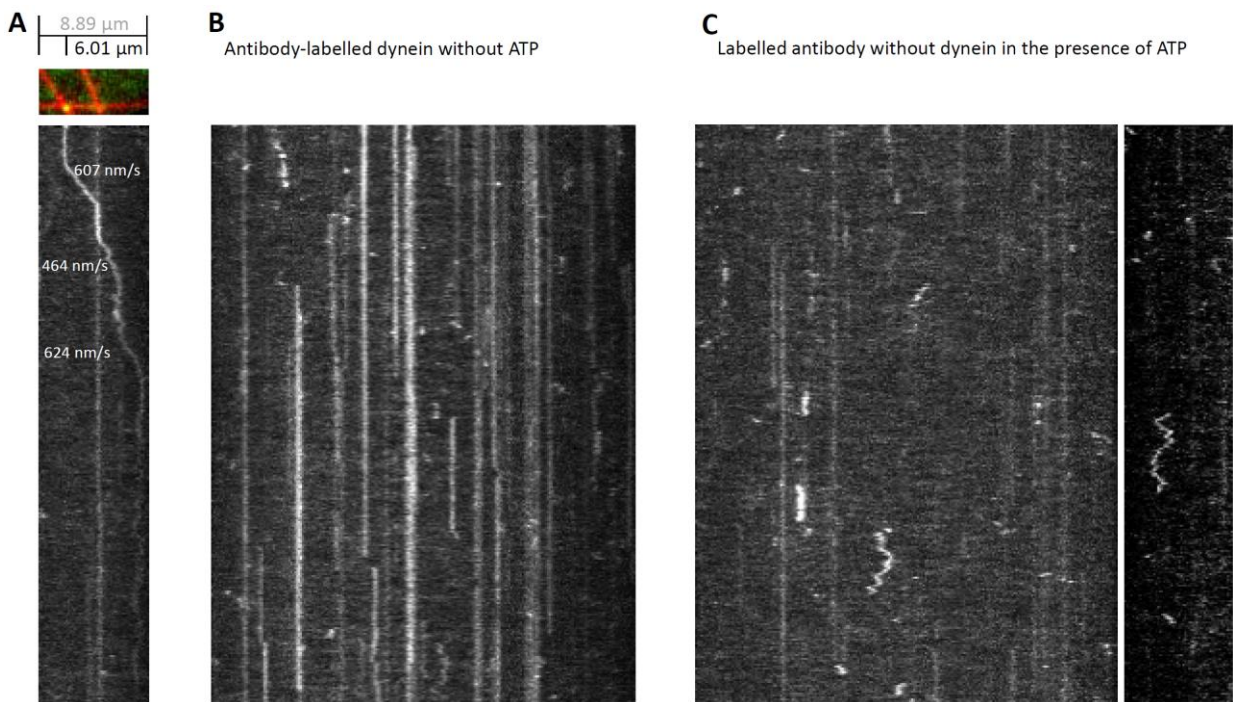 A
8.89 µm
6.01 µm
607 nm/s
464 nm/s
624 nm/s
B
Antibody-labelled dynein without ATP
C
Labelled antibody without dynein in the presence of ATP